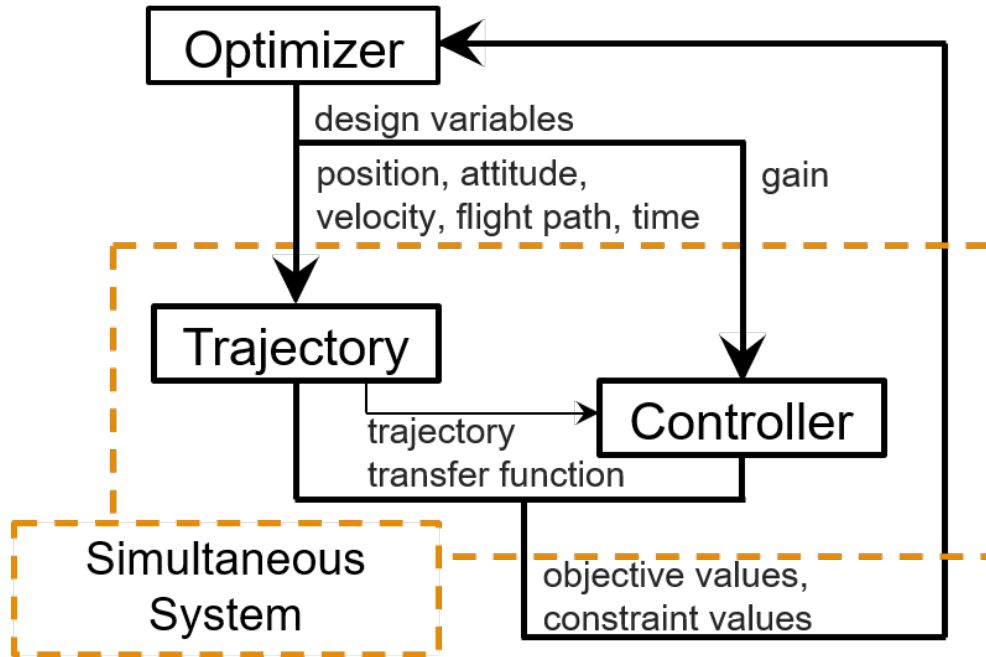 Optimizer
design variables
position, attitude,
velocity, flight path, time
gain
Trajectory
Controller
trajectory
transfer function
Simultaneous
System
objective values,
constraint values